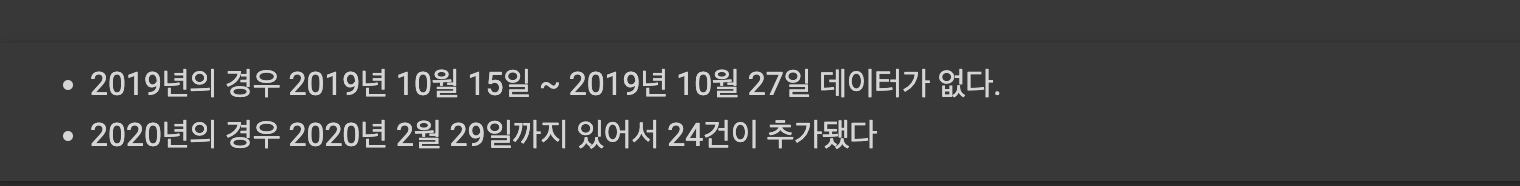 • 2019년의 경우 2019년 10월 15일 ~ 2019년 10월 27일 데이터가 없다.
• 2020년의 경우 2020년 2월 29일까지 있어서 24건이 추가됐다